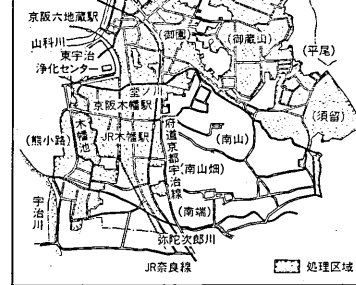 京阪六地蔵駅
山科川
東宇治
浄化センター
(御園)
(御蔵山)
(平尾)
堂ノ川
京阪木幡駅
JR木幡駅
木幡池
(熊小路)
府道京都宇治線
(南山)
(須留)
(南山畑)
(南端)
宇治川
弥陀次郎川
JR奈良線
処理区域